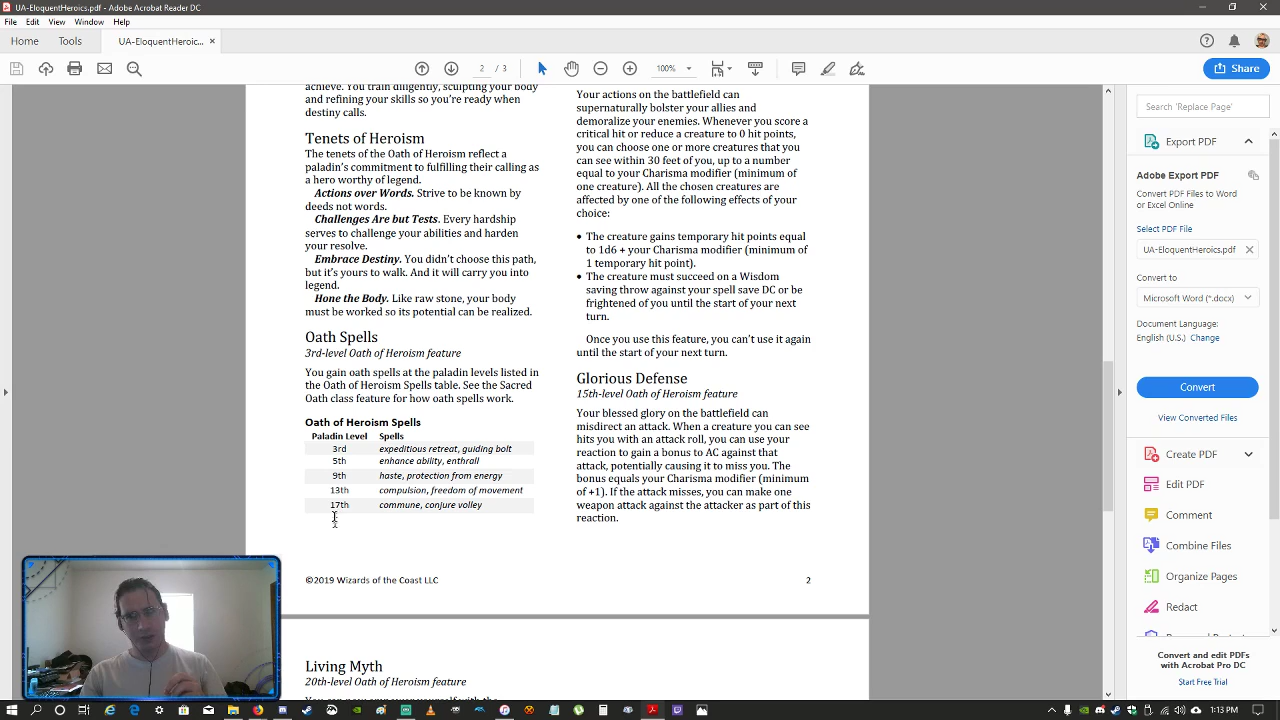 UA-EloquentHeroics.pdf - Adobe Acrobat Reader DC
File Edit View Window Help
Home Tools UA-EloquentHeroic... ×
2 / 3 100% Share
achieve. You train diligently, sculpting your body
and refining your skills so you're ready when
destiny calls.
Tenets of Heroism
The tenets of the Oath of Heroism reflect a
paladin's commitment to fulfilling their calling as
a hero worthy of legend.
Actions over Words. Strive to be known by
deeds not words.
Challenges Are but Tests. Every hardship
serves to challenge your abilities and harden
your resolve.
Embrace Destiny. You didn't choose this path,
but it's yours to walk. And it will carry you into
legend.
Hone the Body. Like raw stone, your body
must be worked so its potential can be realized.
Oath Spells
3rd-level Oath of Heroism feature
You gain oath spells at the paladin levels listed in
the Oath of Heroism Spells table. See the Sacred
Oath class feature for how oath spells work.
Oath of Heroism Spells
Paladin Level Spells
3rd expeditious retreat, guiding bolt
5th enhance ability, enthrall
9th haste, protection from energy
13th compulsion, freedom of movement
17th commune, conjure volley
Your actions on the battlefield can
supernaturally bolster your allies and
demoralize your enemies. Whenever you score a
critical hit or reduce a creature to 0 hit points,
you can choose one or more creatures that you
can see within 30 feet of you, up to a number
equal to your Charisma modifier (minimum of
one creature). All the chosen creatures are
affected by one of the following effects of your
choice:
• The creature gains temporary hit points equal
to 1d6 + your Charisma modifier (minimum of
1 temporary hit point).
• The creature must succeed on a Wisdom
saving throw against your spell save DC or be
frightened of you until the start of your next
turn.
Once you use this feature, you can't use it again
until the start of your next turn.
Glorious Defense
15th-level Oath of Heroism feature
Your blessed glory on the battlefield can
misdirect an attack. When a creature you can see
hits you with an attack roll, you can use your
reaction to gain a bonus to AC against that
attack, potentially causing it to miss you. The
bonus equals your Charisma modifier (minimum
of +1). If the attack misses, you can make one
weapon attack against the attacker as part of this
reaction.
©2019 Wizards of the Coast LLC 2
Living Myth
20th-level Oath of Heroism feature
Search 'Replace Page'
Export PDF
Adobe Export PDF
Convert PDF Files to Word
or Excel Online
Select PDF File
UA-EloquentHeroics.pdf
Convert to
Microsoft Word (*.docx)
Document Language:
English (U.S.) Change
Convert
View Converted Files
Create PDF
Edit PDF
Comment
Combine Files
Organize Pages
Redact
Convert and edit PDFs
with Acrobat Pro DC
Start Free Trial
1:13 PM